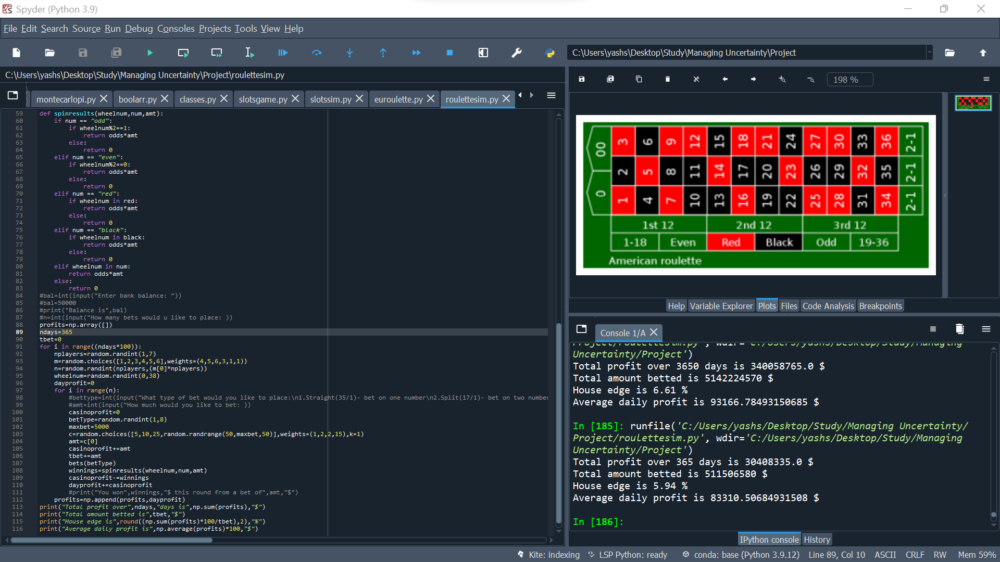 Spyder (Python 3.9)
File Edit Search Source Run Debug Consoles Projects Tools View Help
C:\Users\yashs\Desktop\Study\Managing Uncertainty\Project
C:\Users\yashs\Desktop\Study\Managing Uncertainty\Project\roulettesim.py
montecarlopi.py boolarr.py classes.py slotsgame.py slotssim.py euroulette.py roulettesim.py
59 def spinresults(wheelnum,num,amt):
60 if num == "odd":
61 if wheelnum%2==1:
62 return odds*amt
63 else:
64 return 0
65 elif num == "even":
66 if wheelnum%2==0:
67 return odds*amt
68 else:
69 return 0
70 elif num == "red":
71 if wheelnum in red:
72 return odds*amt
73 else:
74 return 0
75 elif num == "black":
76 if wheelnum in black:
77 return odds*amt
78 else:
79 return 0
80 elif wheelnum in num:
81 return odds*amt
82 else:
83 return 0
84 #bal=int(input("Enter bank balance: "))
85 #bal=50000
86 #print("Balance is",bal)
87 #n=int(input("How many bets would u like to place: ))
88 profits=np.array([])
89 ndays=365
90 tbet=0
91 for i in range((ndays*100)):
92 nplayers=random.randint(1,7)
93 m=random.choices([1,2,3,4,5,6],weights=(4,5,6,3,1,1))
94 n=random.randint(nplayers,(m[0]*nplayers))
95 wheelnum=random.randint(0,38)
96 dayprofit=0
97 for i in range(n):
98 #bettype=int(input("What type of bet would you like to place:\n1.Straight(35/1)- bet on one number\n2.Split(17/1)- bet on two number
99 #amt=int(input("How much would you like to bet: ))
100 casinoprofit=0
101 betType=random.randint(1,8)
102 maxbet=5000
103 c=random.choices([5,10,25,random.randrange(50,maxbet,50)],weights=(1,2,2,15),k=1)
104 amt=c[0]
105 casinoprofit+=amt
106 tbet+=amt
107 bets(betType)
108 winnings=spinresults(wheelnum,num,amt)
109 casinoprofit-=winnings
110 dayprofit+=casinoprofit
111 #print("You won",winnings,"$ this round from a bet of",amt,"$")
112 profits=np.append(profits,dayprofit)
113 print("Total profit over",ndays,"days is",np.sum(profits),"$")
114 print("Total amount betted is",tbet,"$")
115 print("House edge is",round((np.sum(profits)*100/tbet),2),"%")
116 print("Average daily profit is",np.average(profits)*100,"$")
198 %
00 3 6 9 12 15 18 21 24 27 30 33 36 2-1
2 5 8 11 14 17 20 23 26 29 32 35 2-1
0 1 4 7 10 13 16 19 22 25 28 31 34 2-1
1st 12 2nd 12 3rd 12
1-18 Even Red Black Odd 19-36
American roulette
Help Variable Explorer Plots Files Code Analysis Breakpoints
Console 1/A
Project/roulettesim.py', wdir='C:/Users/yashs/Desktop/Study/Managing
Uncertainty/Project')
Total profit over 3650 days is 340058765.0 $
Total amount betted is 5142224570 $
House edge is 6.61 %
Average daily profit is 93166.78493150685 $
In [185]: runfile('C:/Users/yashs/Desktop/Study/Managing Uncertainty/
Project/roulettesim.py', wdir='C:/Users/yashs/Desktop/Study/Managing
Uncertainty/Project')
Total profit over 365 days is 30408335.0 $
Total amount betted is 511506580 $
House edge is 5.94 %
Average daily profit is 83310.50684931508 $
In [186]:
IPython console History
Kite: indexing LSP Python: ready conda: base (Python 3.9.12) Line 89, Col 10 ASCII CRLF RW Mem 59%